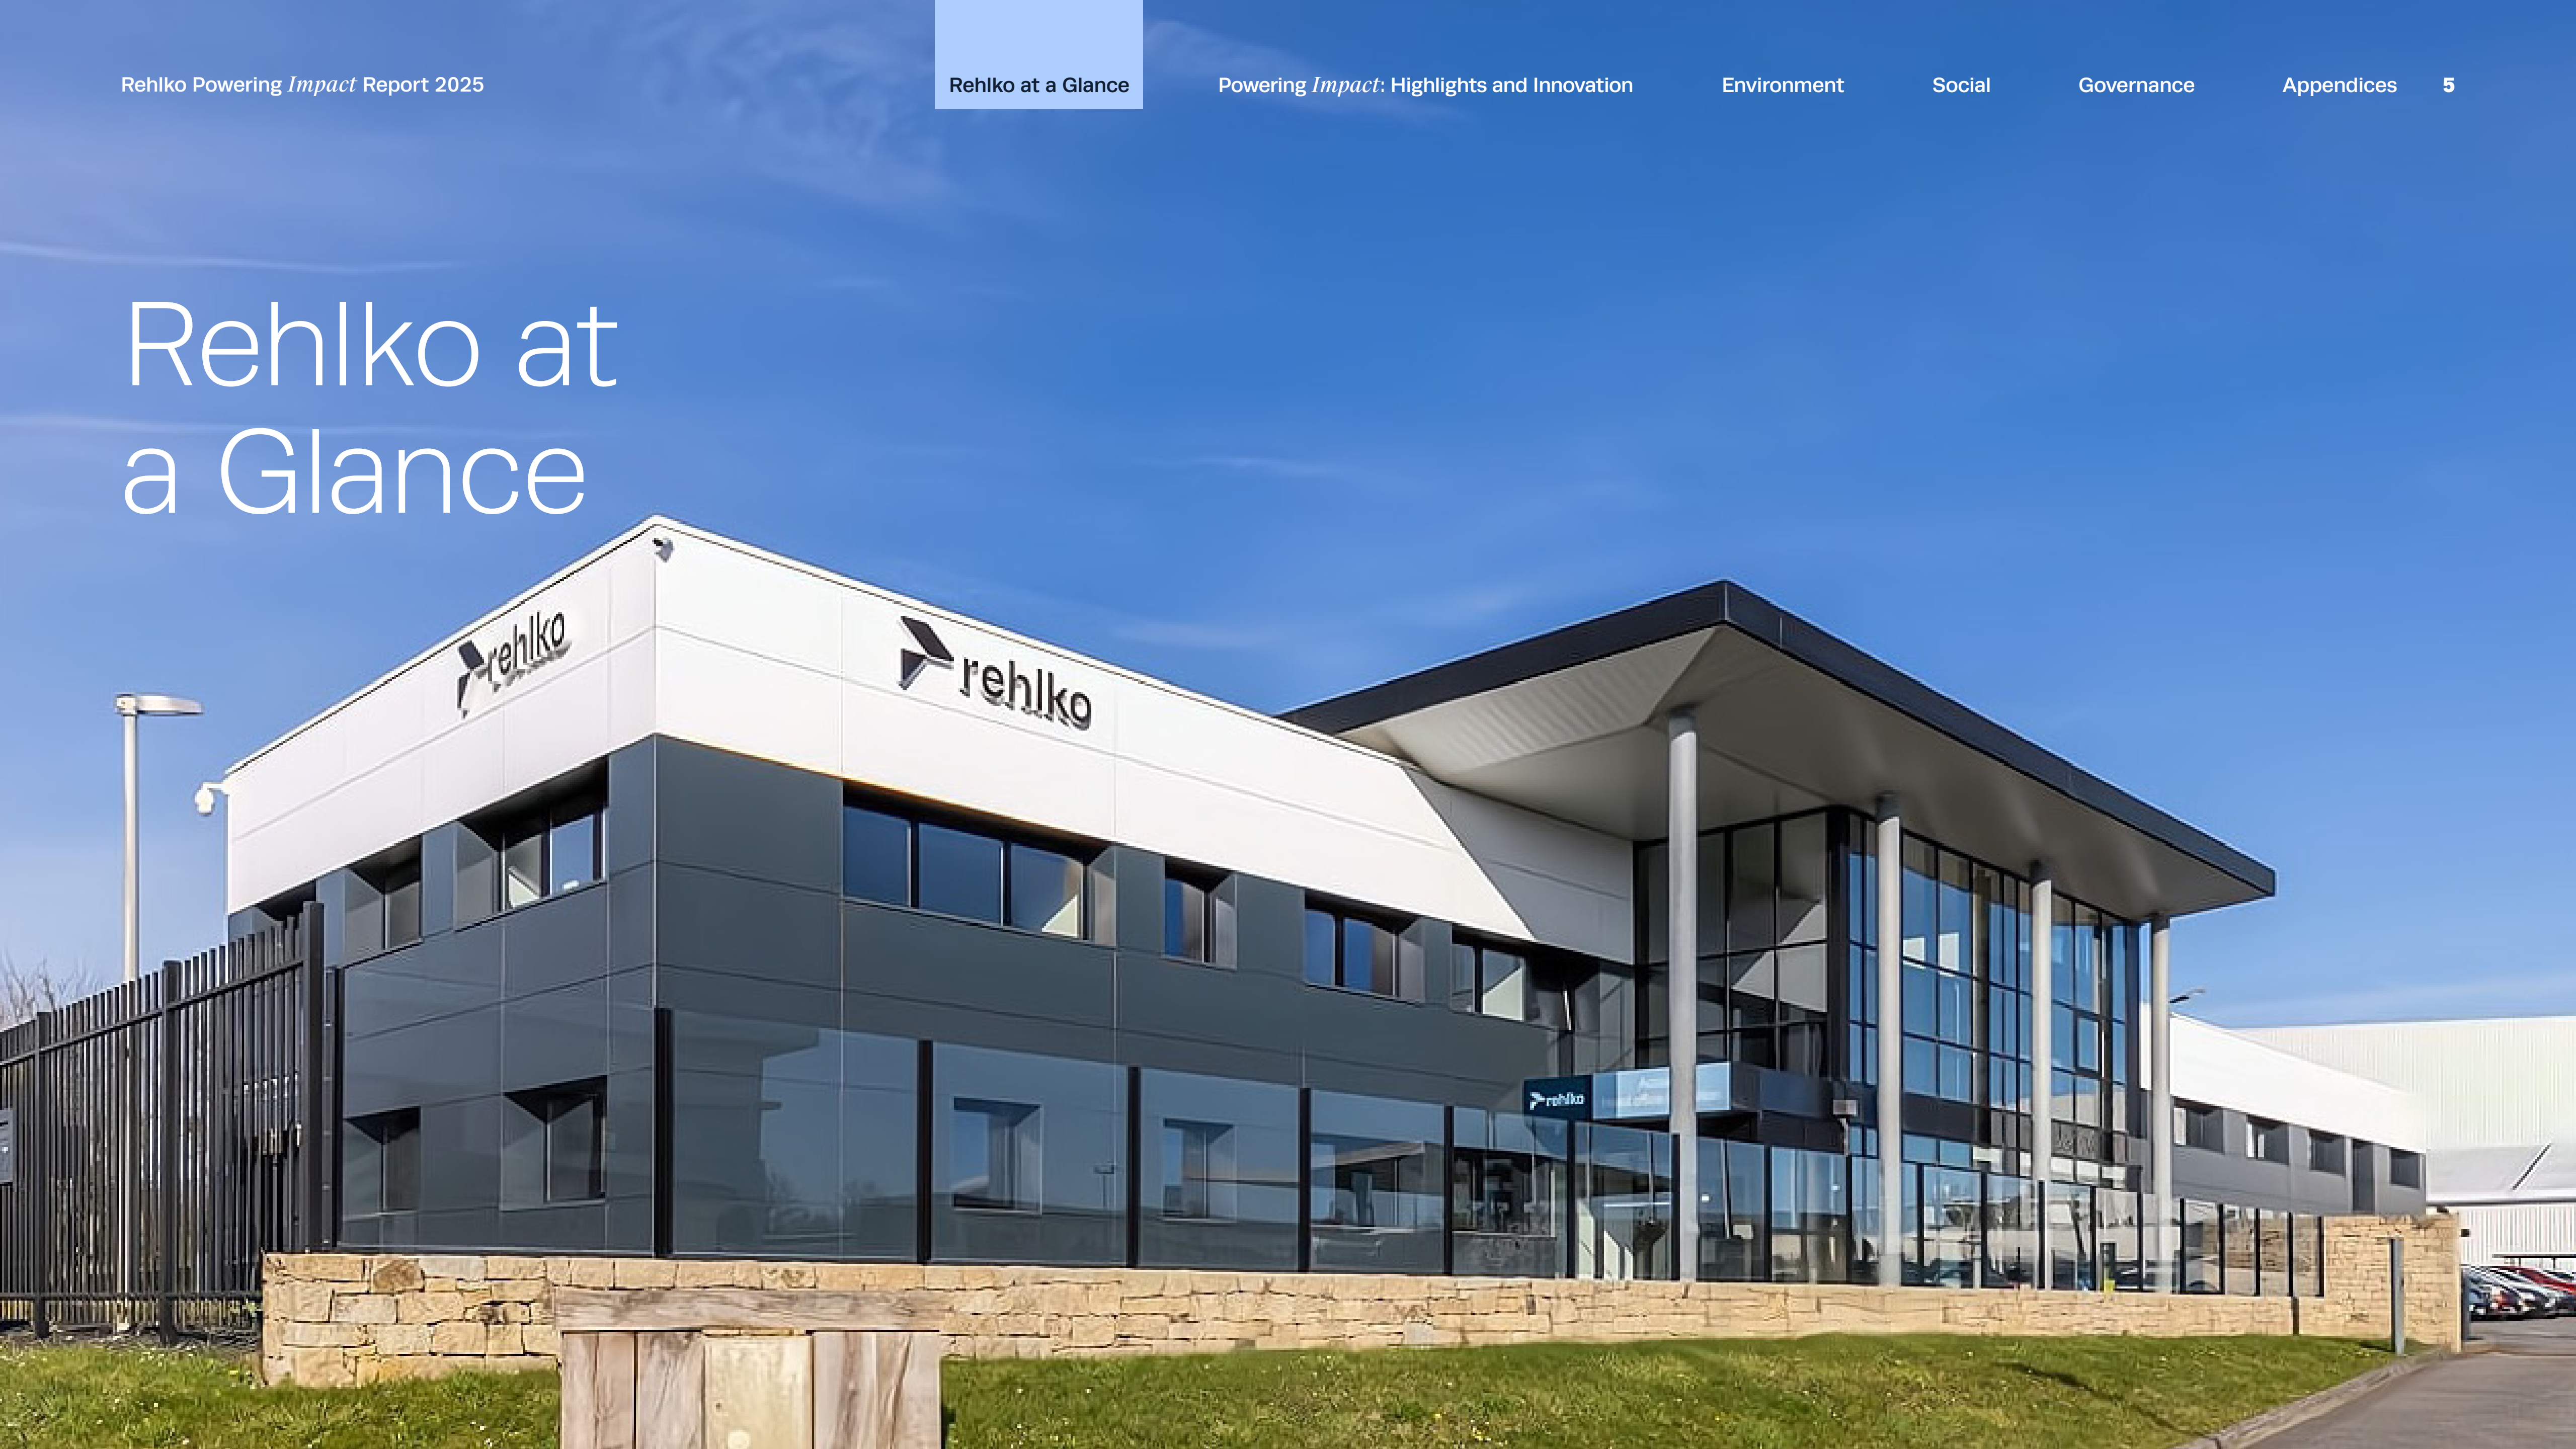 Rehlko Powering Impact Report 2025
Rehlko at a Glance
Powering Impact: Highlights and Innovation
Environment
Social
Governance
Appendices
5
Rehlko at
a Glance
rehlko
rehlko
rehlko